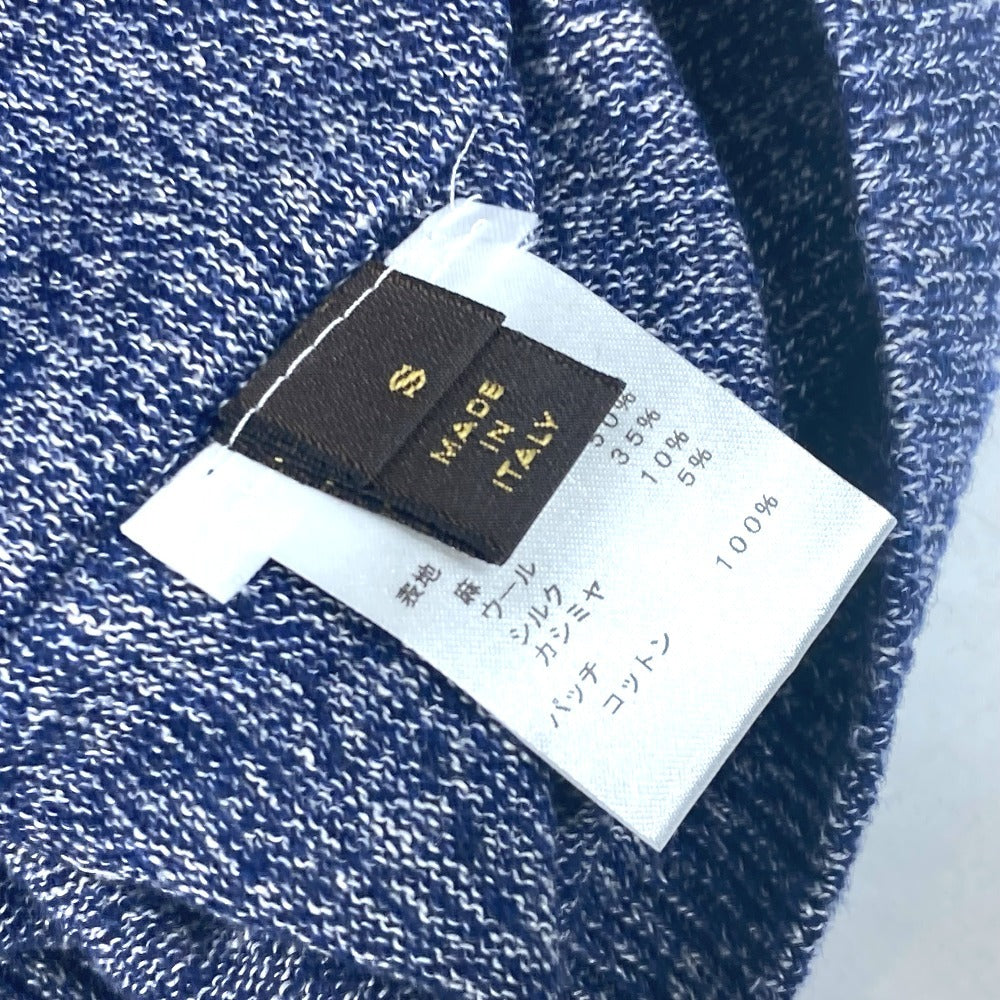 S
MADE
IN
ITALY
表地 麻 50%
ウール 35%
シルク 10%
カシミヤ 5%
パッチ
コットン 100%